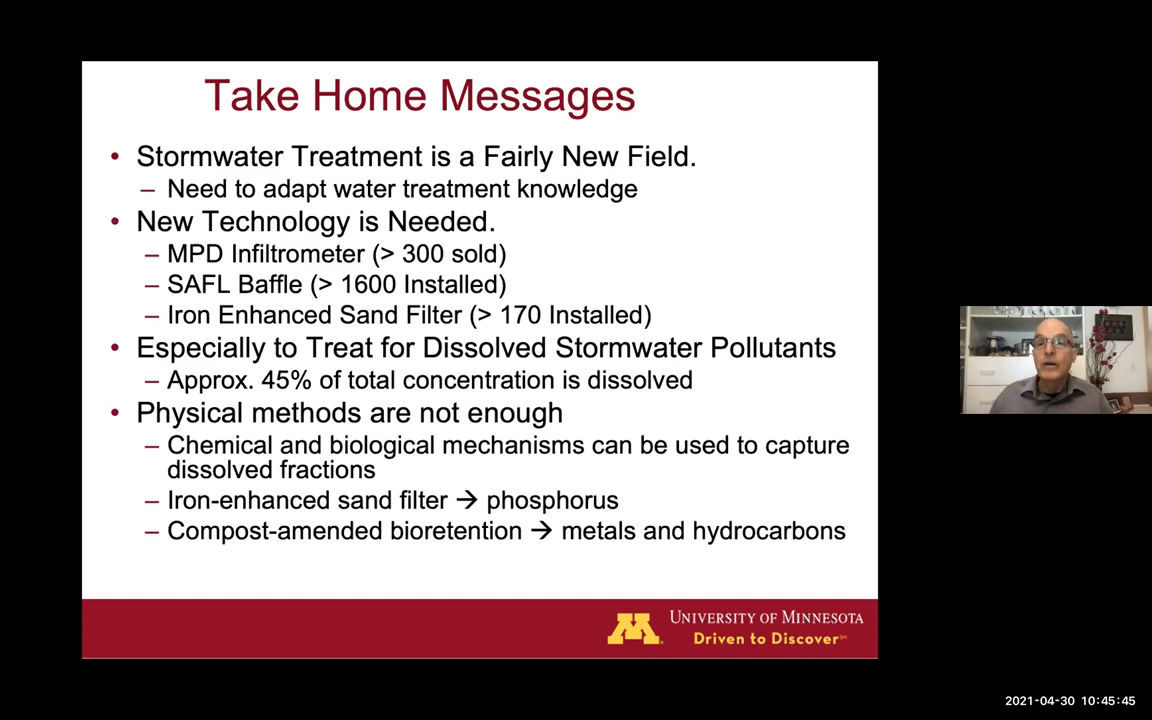 Take Home Messages
• Stormwater Treatment is a Fairly New Field.
– Need to adapt water treatment knowledge
• New Technology is Needed.
– MPD Infiltrometer (> 300 sold)
– SAFL Baffle (> 1600 Installed)
– Iron Enhanced Sand Filter (> 170 Installed)
• Especially to Treat for Dissolved Stormwater Pollutants
– Approx. 45% of total concentration is dissolved
• Physical methods are not enough
– Chemical and biological mechanisms can be used to capture
dissolved fractions
– Iron-enhanced sand filter → phosphorus
– Compost-amended bioretention → metals and hydrocarbons
M
UNIVERSITY OF MINNESOTA
Driven to Discover℠
2021-04-30 10:45:45